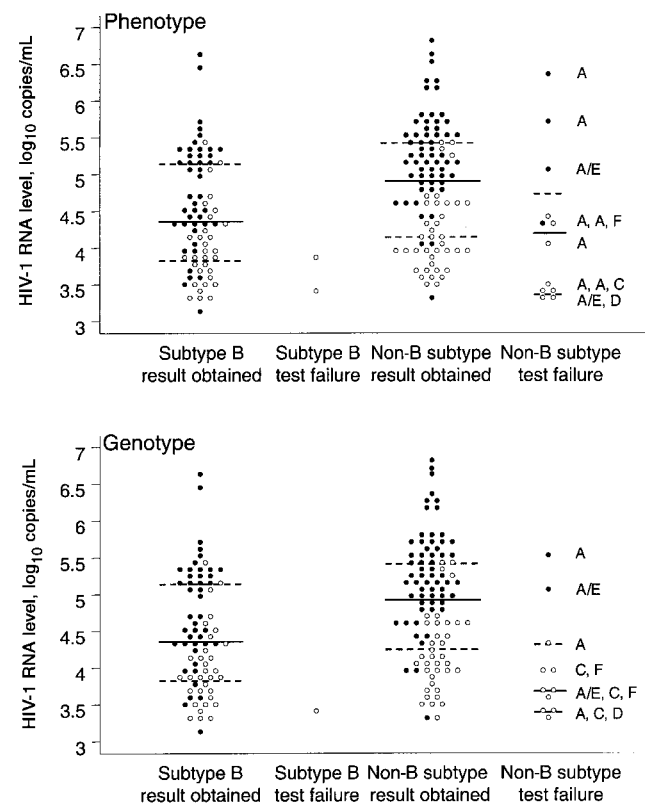 Phenotype
HIV-1 RNA level, log10 copies/mL
7
6.5
6
5.5
5
4.5
4
3.5
3
A
A
A/E
A, A, F
A
A, A, C
A/E, D
Subtype B result obtained
Subtype B test failure
Non-B subtype result obtained
Non-B subtype test failure
Genotype
HIV-1 RNA level, log10 copies/mL
7
6.5
6
5.5
5
4.5
4
3.5
3
A
A/E
A
C, F
A/E, C, F
A, C, D
Subtype B result obtained
Subtype B test failure
Non-B subtype result obtained
Non-B subtype test failure